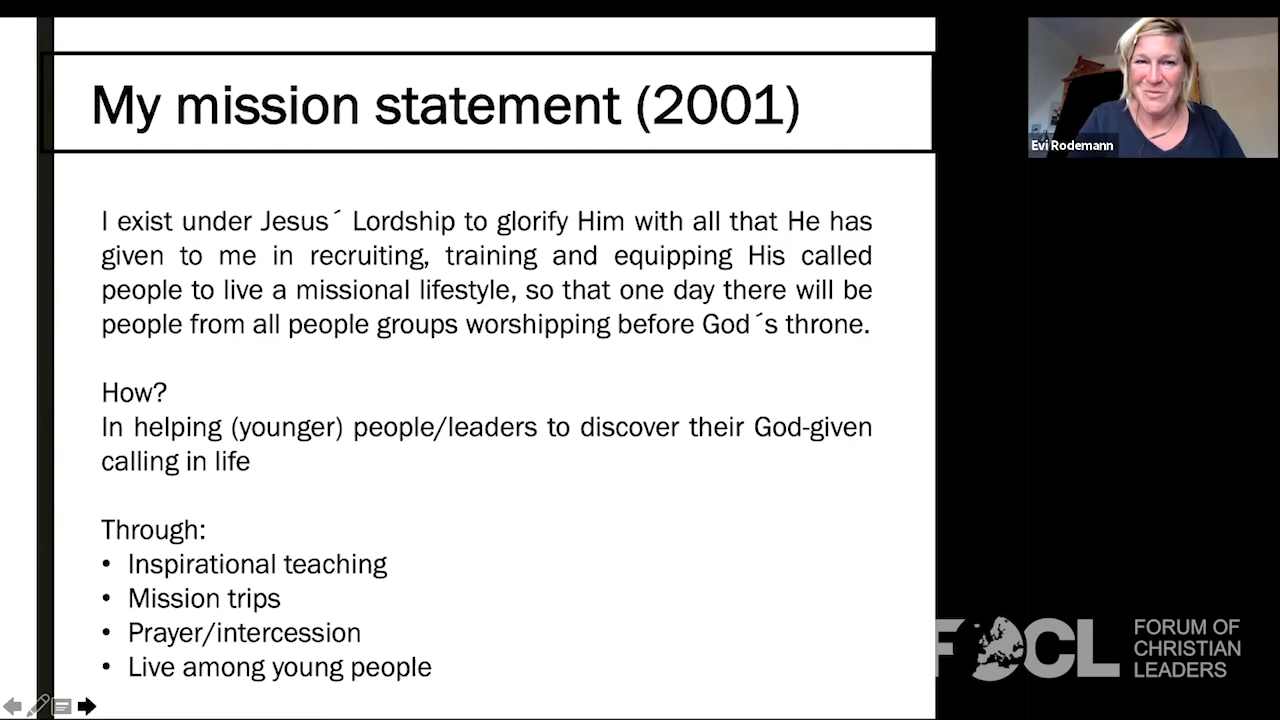 My mission statement (2001)
I exist under Jesus´ Lordship to glorify Him with all that He has
given to me in recruiting, training and equipping His called
people to live a missional lifestyle, so that one day there will be
people from all people groups worshipping before God´s throne.
How?
In helping (younger) people/leaders to discover their God-given
calling in life
Through:
• Inspirational teaching
• Mission trips
• Prayer/intercession
• Live among young people
Evi Rodemann
FOCL
FORUM OF
CHRISTIAN
LEADERS